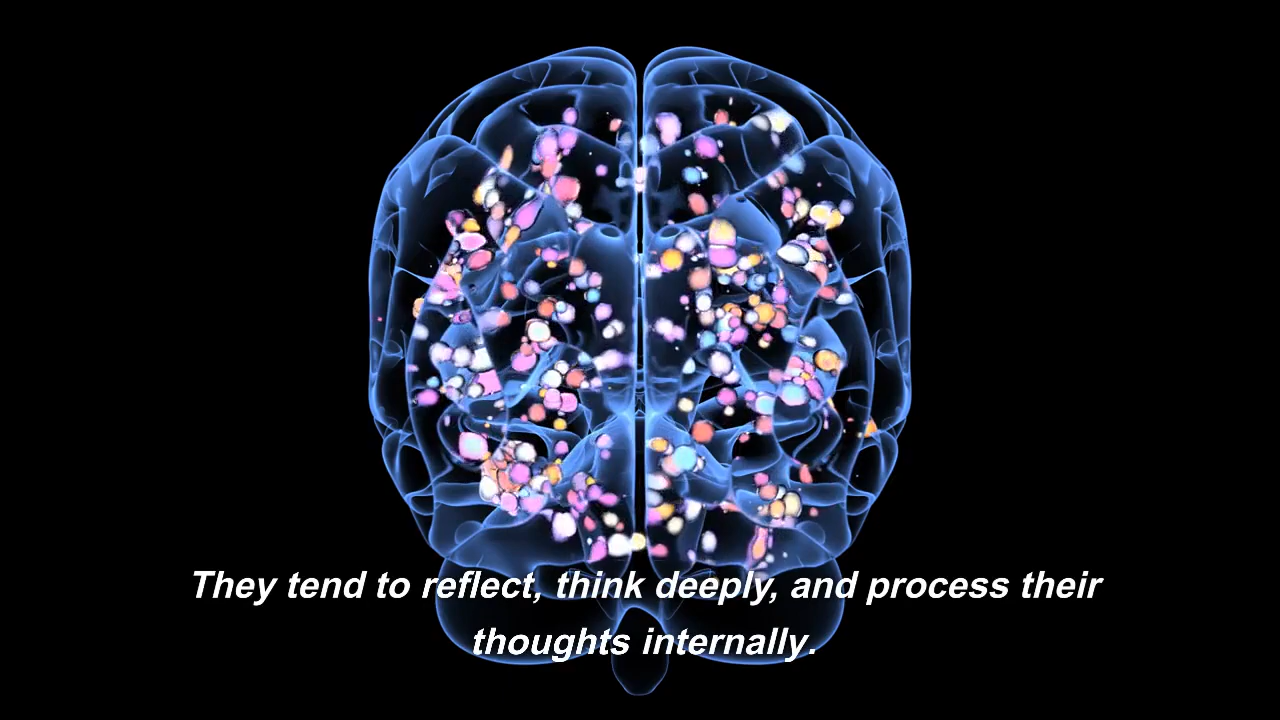 They tend to reflect, think deeply, and process their
thoughts internally.